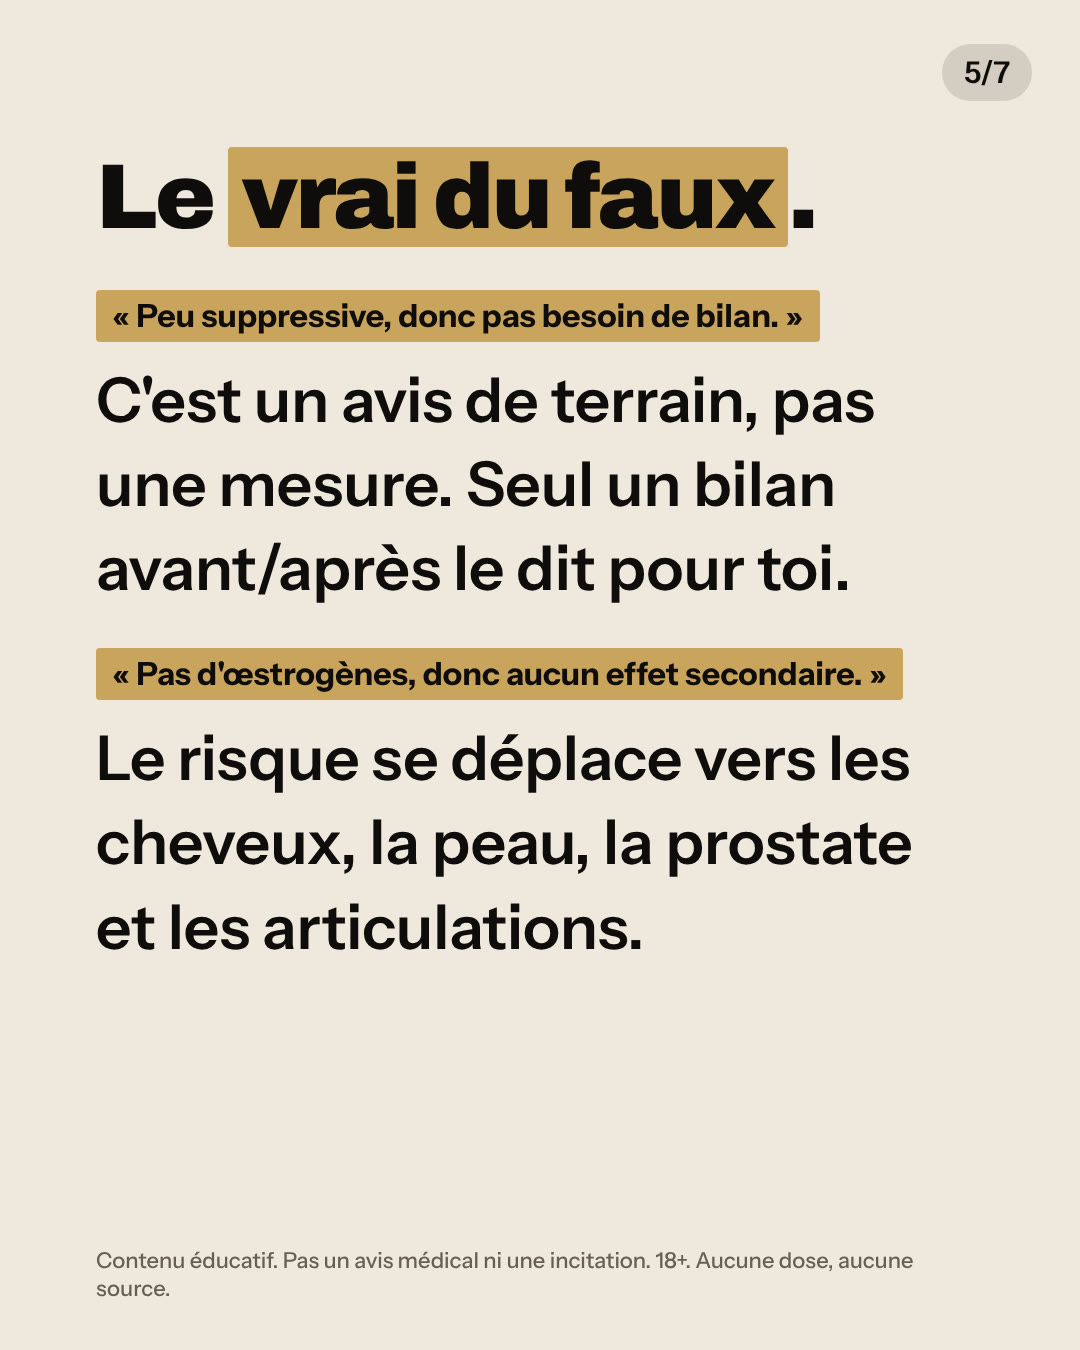 5/7
Le vrai du faux.
« Peu suppressive, donc pas besoin de bilan. »
C'est un avis de terrain, pas
une mesure. Seul un bilan
avant/après le dit pour toi.
« Pas d'œstrogènes, donc aucun effet secondaire. »
Le risque se déplace vers les
cheveux, la peau, la prostate
et les articulations.
Contenu éducatif. Pas un avis médical ni une incitation. 18+. Aucune dose, aucune
source.